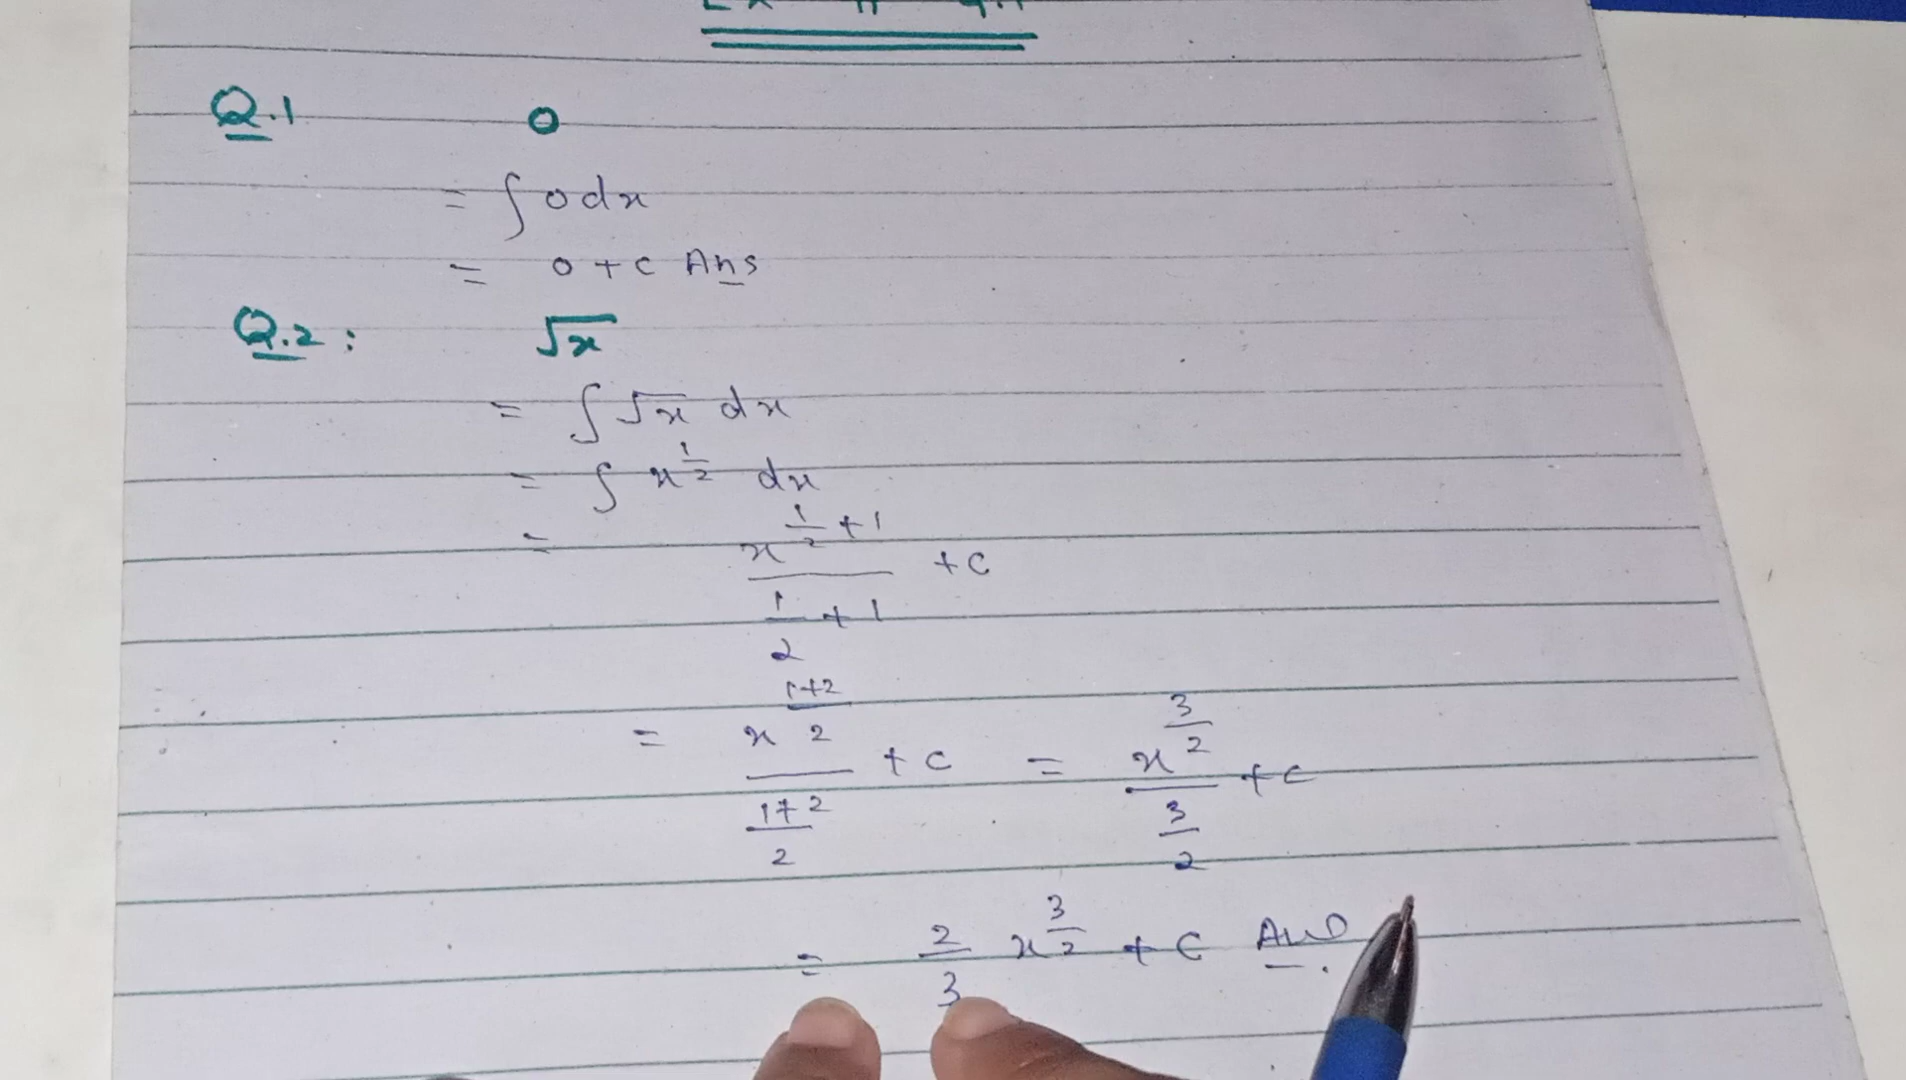 Q.1 0
= ∫ 0 dx
= 0 + c Ans
Q.2 : √x
= ∫ √x dx
= ∫ x^{1/2} dx
= x^{1/2 + 1} / (1/2 + 1) + c
= x^{(1+2)/2} / ((1+2)/2) + c = x^{3/2} / (3/2) + c
= 2/3 x^{3/2} + c Ans.